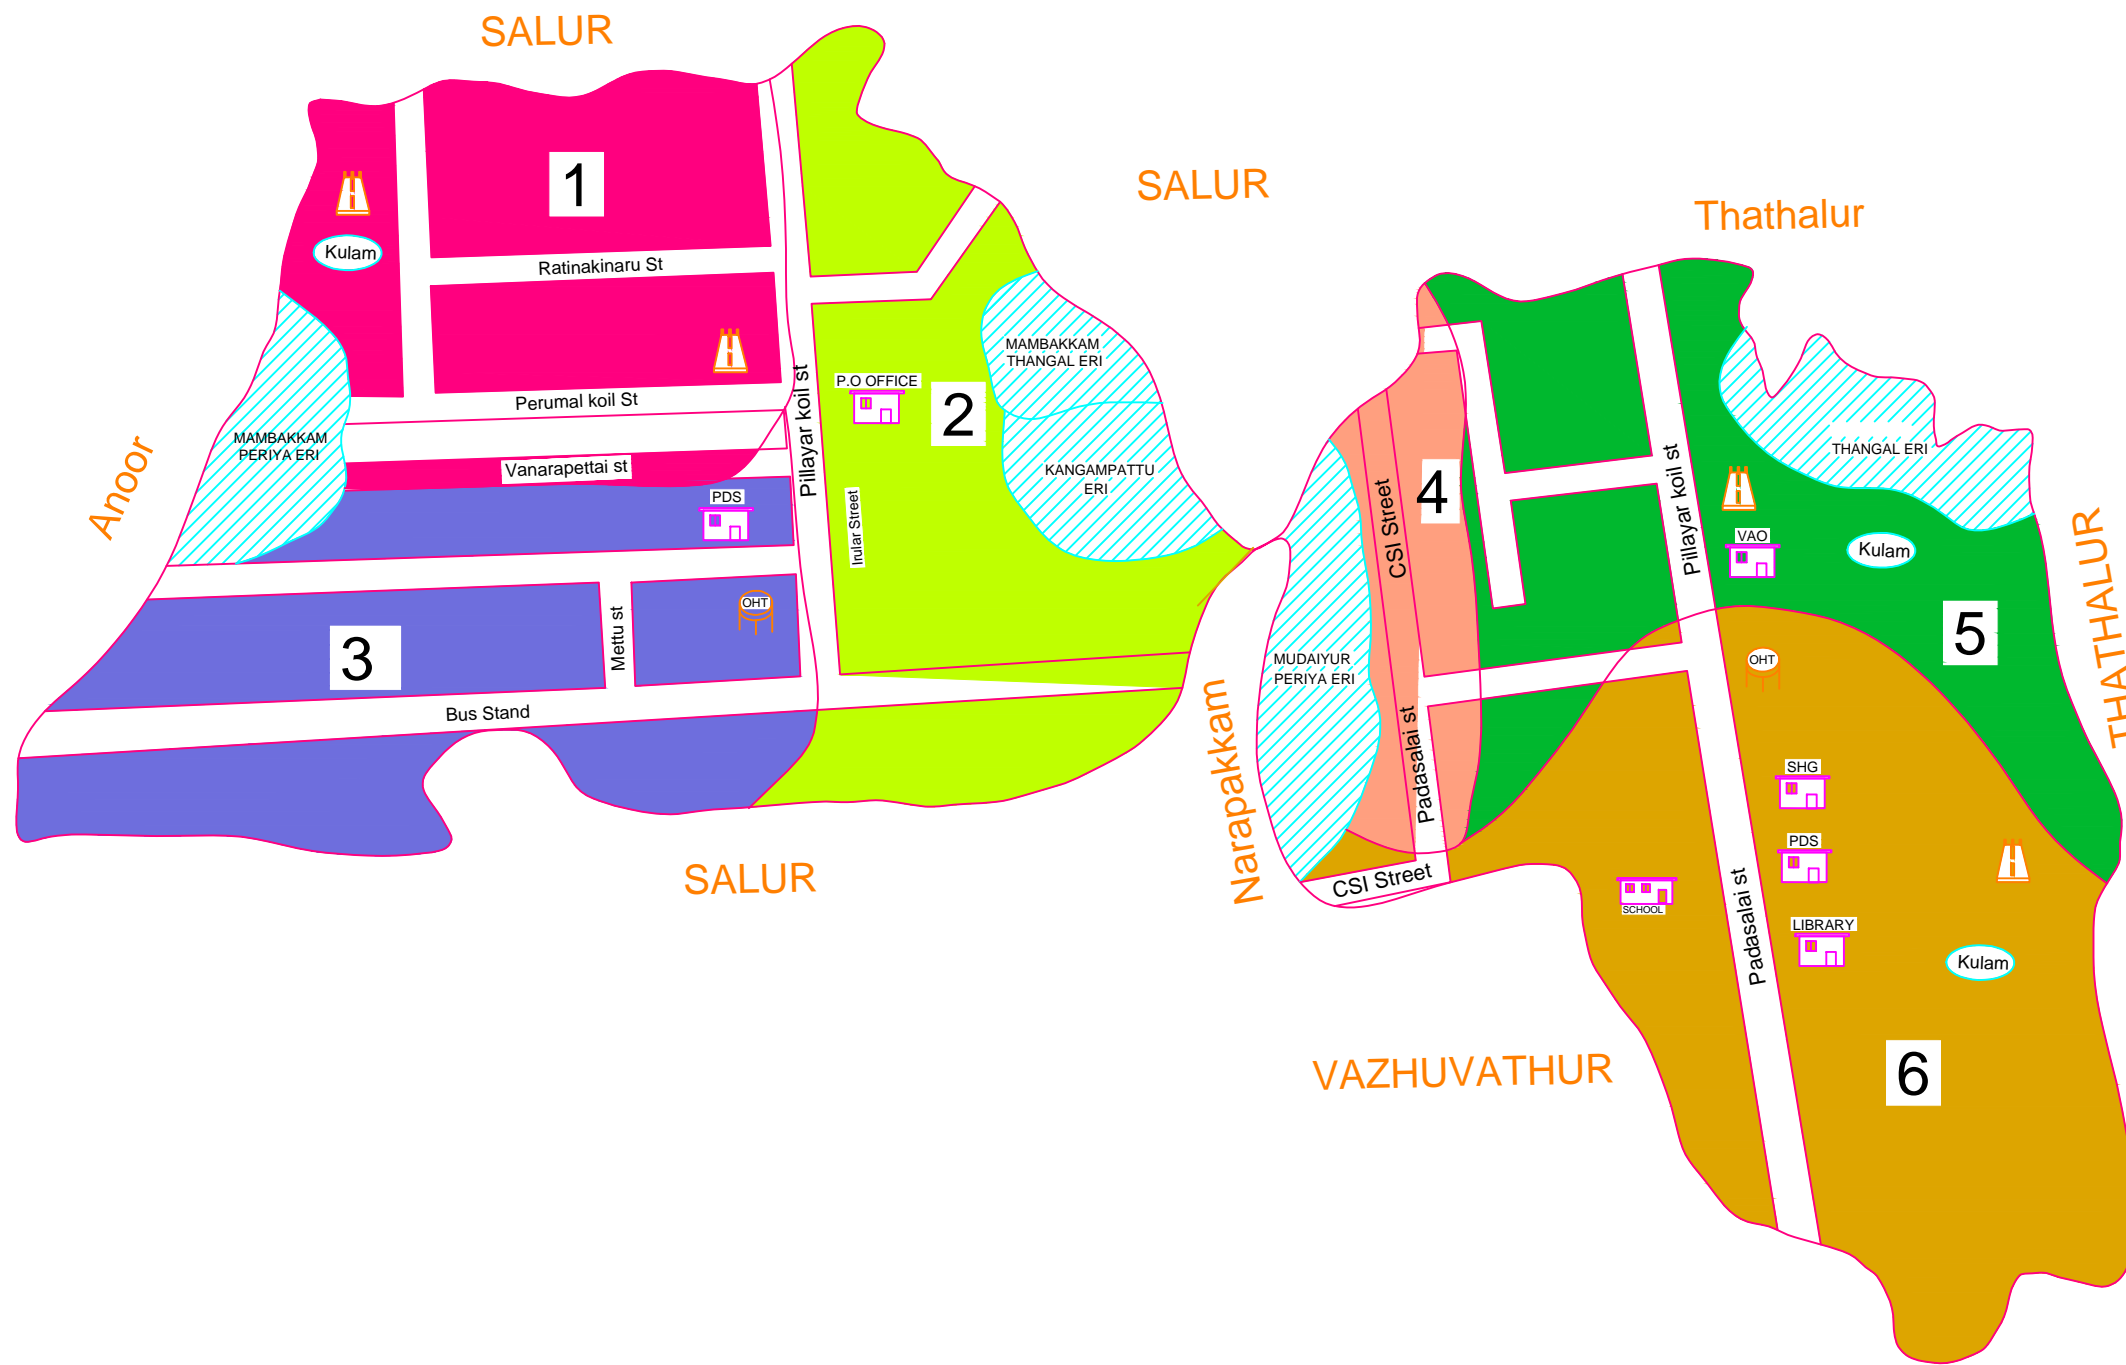 SALUR
SALUR
Thathalur
1
Kulam
Ratinakinaru St
MAMBAKKAM
THANGAL ERI
Pillayar koil st
P.O OFFICE
2
Perumal koil St
MAMBAKKAM
PERIYA ERI
Anoor
Vanarapettai st
KANGAMPATTU
ERI
PDS
Irular Street
OHT
Mettu st
3
Bus Stand
SALUR
Narapakkam
MUDAIYUR
PERIYA ERI
CSI Street
4
Pillayar koil st
THANGAL ERI
VAO
Kulam
THATHALUR
5
OHT
Padasalai st
SHG
PDS
CSI Street
SCHOOL
Padasalai st
LIBRARY
Kulam
VAZHUVATHUR
6